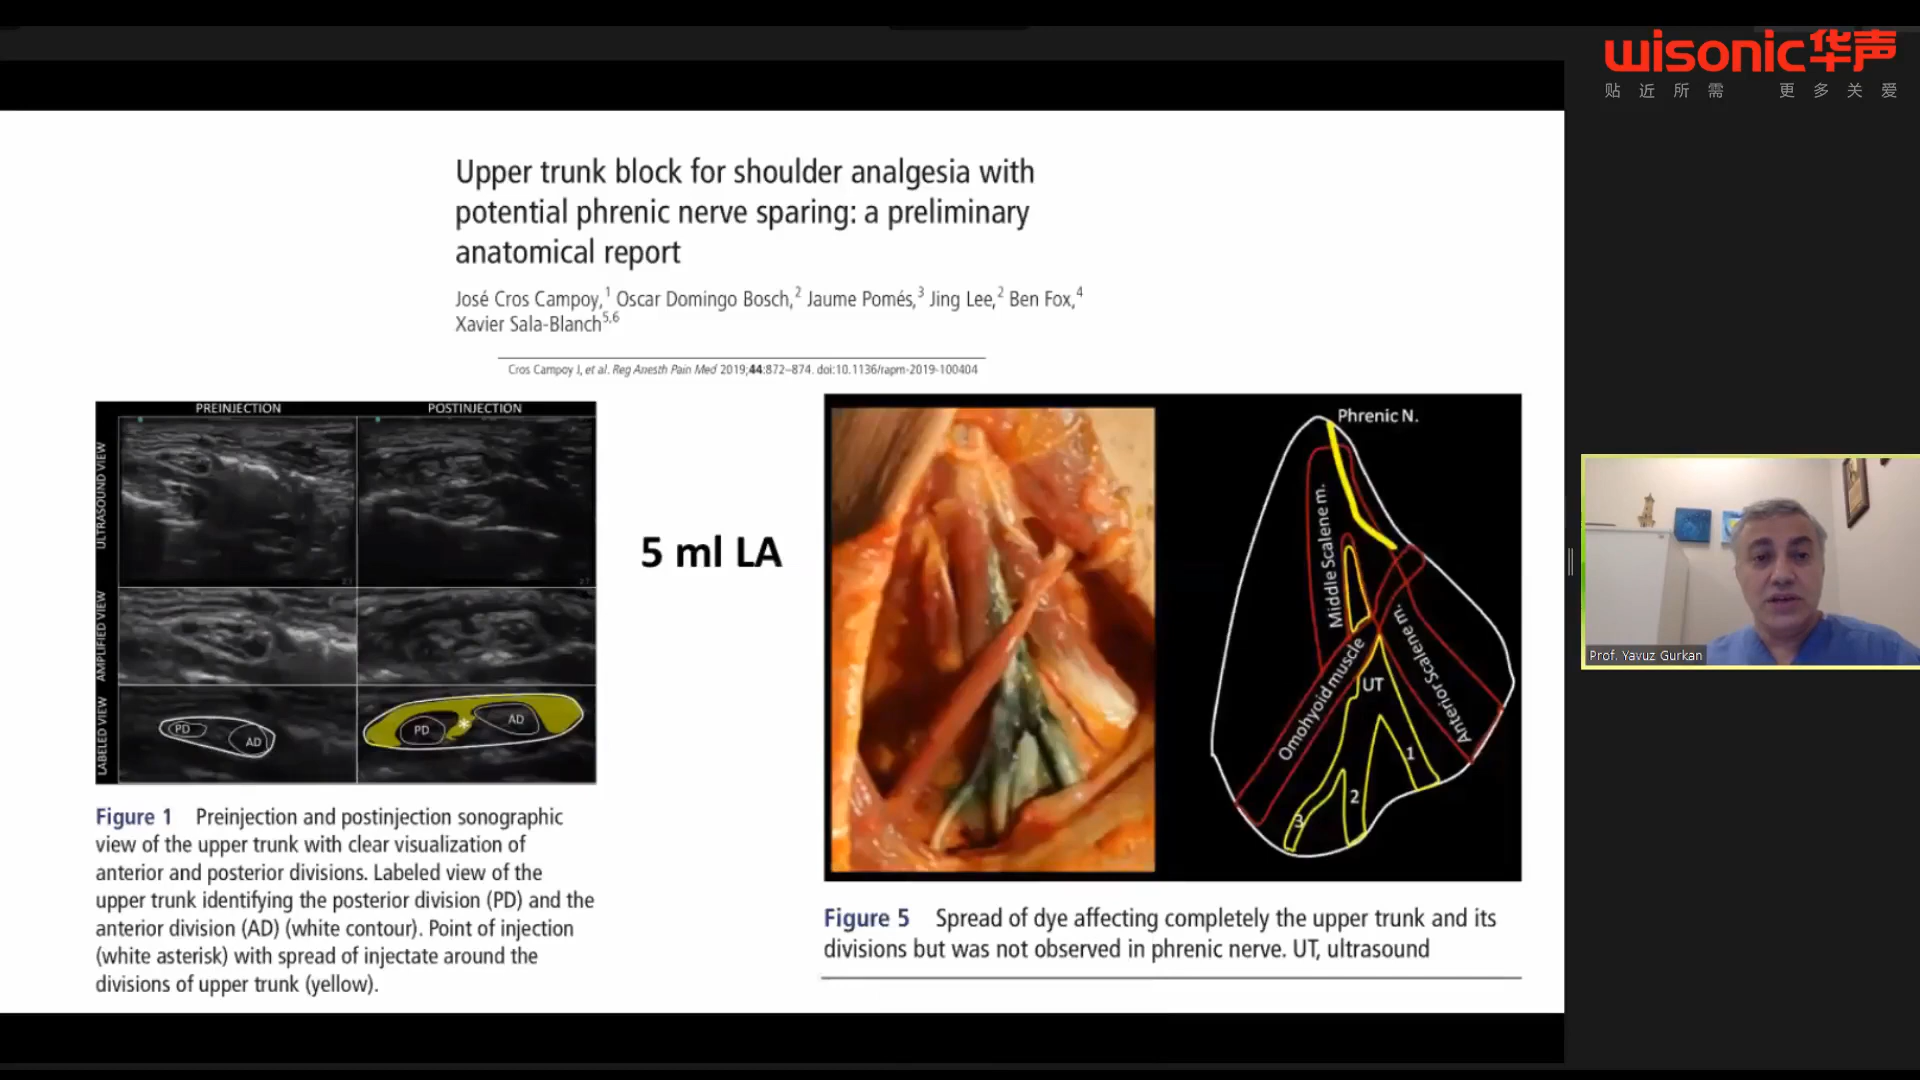 wisonic华声
贴近所需 更多关爱
Upper trunk block for shoulder analgesia with
potential phrenic nerve sparing: a preliminary
anatomical report
José Cros Campoy,1 Oscar Domingo Bosch,2 Jaume Pomés,3 Jing Lee,2 Ben Fox,4
Xavier Sala-Blanch5,6
Cros Campoy J, et al. Reg Anesth Pain Med 2019;44:872–874. doi:10.1136/rapm-2019-100404
PREINJECTION
POSTINJECTION
ULTRASOUND VIEW
AMPLIFIED VIEW
LABELED VIEW
PD
AD
PD
*
AD
5 ml LA
Phrenic N.
Middle Scalene m.
Omohyoid muscle
Anterior Scalene m.
UT
1
2
3
Figure 1 Preinjection and postinjection sonographic
view of the upper trunk with clear visualization of
anterior and posterior divisions. Labeled view of the
upper trunk identifying the posterior division (PD) and the
anterior division (AD) (white contour). Point of injection
(white asterisk) with spread of injectate around the
divisions of upper trunk (yellow).
Figure 5 Spread of dye affecting completely the upper trunk and its
divisions but was not observed in phrenic nerve. UT, ultrasound
Prof. Yavuz Gurkan